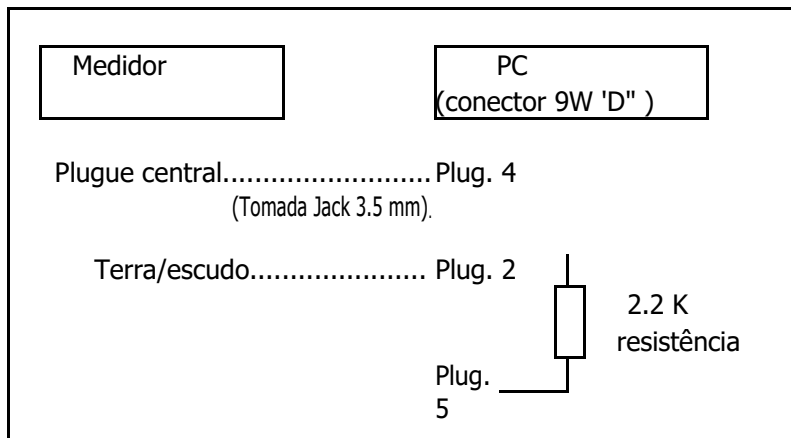 Medidor
PC
(conector 9W 'D" )
Plugue central.......................... Plug. 4
(Tomada Jack 3.5 mm).
Terra/escudo...................... Plug. 2
2.2 K
resistência
Plug.
5